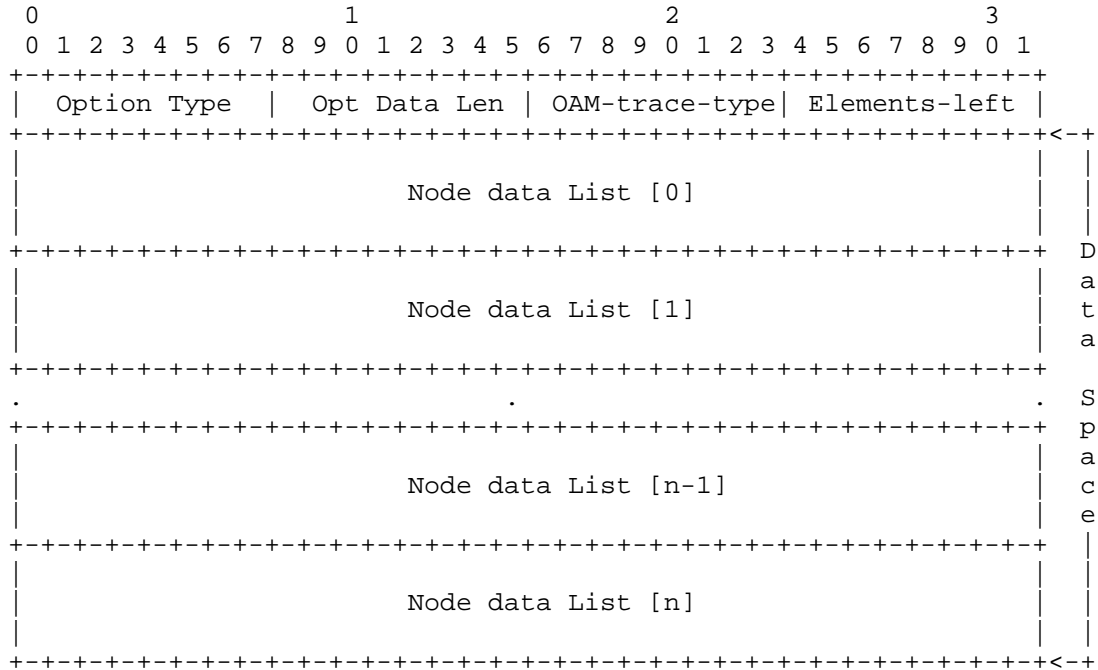 0                   1                   2                   3
 0 1 2 3 4 5 6 7 8 9 0 1 2 3 4 5 6 7 8 9 0 1 2 3 4 5 6 7 8 9 0 1
+-+-+-+-+-+-+-+-+-+-+-+-+-+-+-+-+-+-+-+-+-+-+-+-+-+-+-+-+-+-+-+-+
|  Option Type  |  Opt Data Len | OAM-trace-type| Elements-left |
+-+-+-+-+-+-+-+-+-+-+-+-+-+-+-+-+-+-+-+-+-+-+-+-+-+-+-+-+-+-+-+-+<-+
|                                                               |  |
|                        Node data List [0]                     |  |
|                                                               |  |
+-+-+-+-+-+-+-+-+-+-+-+-+-+-+-+-+-+-+-+-+-+-+-+-+-+-+-+-+-+-+-+-+  D
|                                                               |  a
|                        Node data List [1]                     |  t
|                                                               |  a
+-+-+-+-+-+-+-+-+-+-+-+-+-+-+-+-+-+-+-+-+-+-+-+-+-+-+-+-+-+-+-+-+
.                              .                                .  S
+-+-+-+-+-+-+-+-+-+-+-+-+-+-+-+-+-+-+-+-+-+-+-+-+-+-+-+-+-+-+-+-+  p
|                                                               |  a
|                        Node data List [n-1]                   |  c
|                                                               |  e
+-+-+-+-+-+-+-+-+-+-+-+-+-+-+-+-+-+-+-+-+-+-+-+-+-+-+-+-+-+-+-+-+  |
|                                                               |  |
|                        Node data List [n]                     |  |
|                                                               |  |
+-+-+-+-+-+-+-+-+-+-+-+-+-+-+-+-+-+-+-+-+-+-+-+-+-+-+-+-+-+-+-+-+<-+